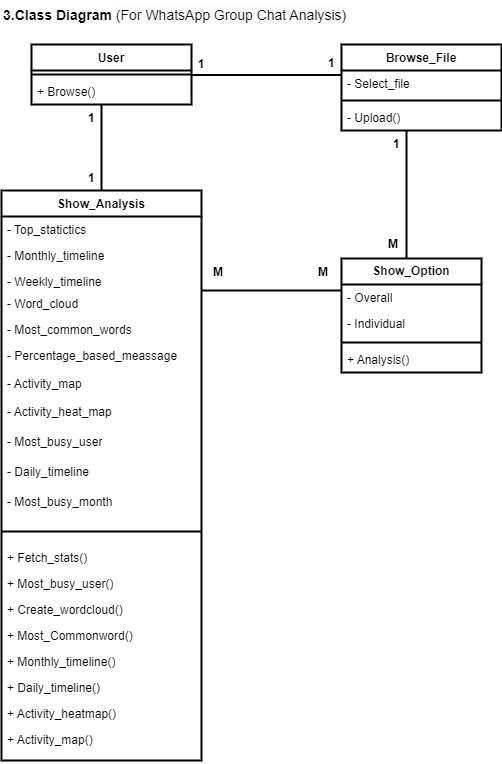 3.Class Diagram (For WhatsApp Group Chat Analysis)
User
+ Browse()
1
1
Browse_File
- Select_file
- Upload()
1
1
1
M
Show_Analysis
- Top_statictics
- Monthly_timeline
- Weekly_timeline
- Word_cloud
- Most_common_words
- Percentage_based_meassage
- Activity_map
- Activity_heat_map
- Most_busy_user
- Daily_timeline
- Most_busy_month
+ Fetch_stats()
+ Most_busy_user()
+ Create_wordcloud()
+ Most_Commonword()
+ Monthly_timeline()
+ Daily_timeline()
+ Activity_heatmap()
+ Activity_map()
M
M
Show_Option
- Overall
- Individual
+ Analysis()